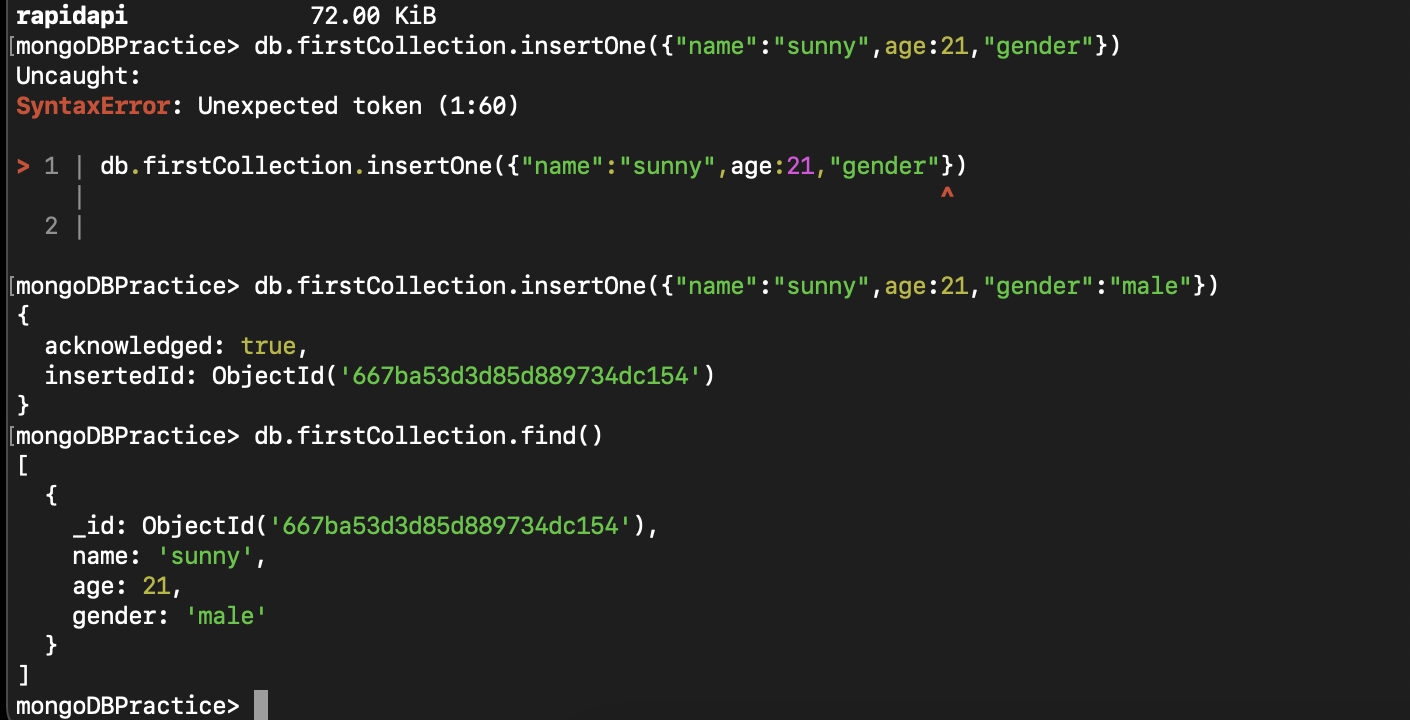 rapidapi 72.00 KiB
[mongoDBPractice> db.firstCollection.insertOne({"name":"sunny",age:21,"gender"})
Uncaught:
SyntaxError: Unexpected token (1:60)
> 1 | db.firstCollection.insertOne({"name":"sunny",age:21,"gender"})
| ^
2 |
[mongoDBPractice> db.firstCollection.insertOne({"name":"sunny",age:21,"gender":"male"})
{
acknowledged: true,
insertedId: ObjectId('667ba53d3d85d889734dc154')
}
[mongoDBPractice> db.firstCollection.find()
[
{
_id: ObjectId('667ba53d3d85d889734dc154'),
name: 'sunny',
age: 21,
gender: 'male'
}
]
mongoDBPractice>